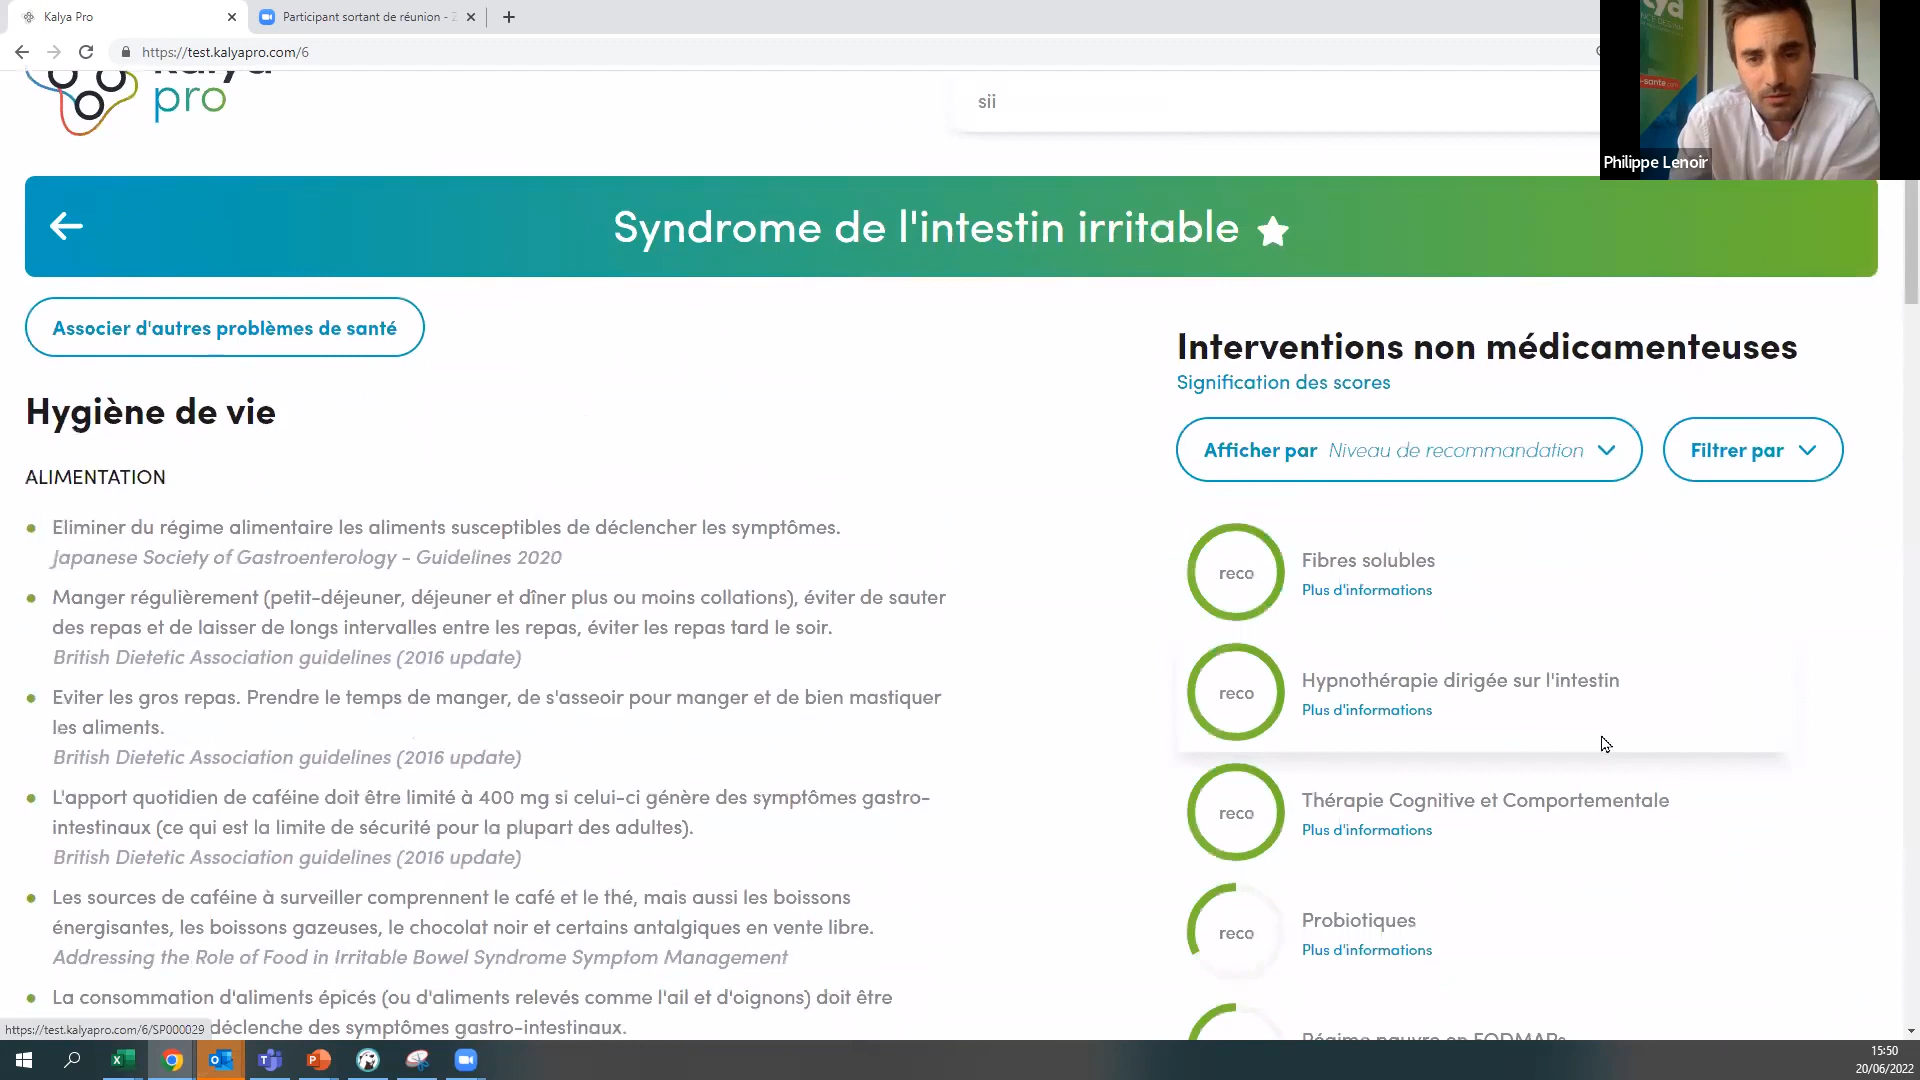 Kalya Pro
Participant sortant de réunion - Z
https://test.kalyapro.com/6
kalya
pro
sii
Philippe Lenoir
Syndrome de l'intestin irritable
Associer d'autres problèmes de santé
Interventions non médicamenteuses
Signification des scores
Afficher par Niveau de recommandation
Filtrer par
Hygiène de vie
ALIMENTATION
Eliminer du régime alimentaire les aliments susceptibles de déclencher les symptômes.
Japanese Society of Gastroenterology - Guidelines 2020
Manger régulièrement (petit-déjeuner, déjeuner et dîner plus ou moins collations), éviter de sauter
des repas et de laisser de longs intervalles entre les repas, éviter les repas tard le soir.
British Dietetic Association guidelines (2016 update)
Eviter les gros repas. Prendre le temps de manger, de s'asseoir pour manger et de bien mastiquer
les aliments.
British Dietetic Association guidelines (2016 update)
L'apport quotidien de caféine doit être limité à 400 mg si celui-ci génère des symptômes gastro-
intestinaux (ce qui est la limite de sécurité pour la plupart des adultes).
British Dietetic Association guidelines (2016 update)
Les sources de caféine à surveiller comprennent le café et le thé, mais aussi les boissons
énergisantes, les boissons gazeuses, le chocolat noir et certains antalgiques en vente libre.
Addressing the Role of Food in Irritable Bowel Syndrome Symptom Management
La consommation d'aliments épicés (ou d'aliments relevés comme l'ail et d'oignons) doit être
déclenche des symptômes gastro-intestinaux.
reco
Fibres solubles
Plus d'informations
reco
Hypnothérapie dirigée sur l'intestin
Plus d'informations
reco
Thérapie Cognitive et Comportementale
Plus d'informations
reco
Probiotiques
Plus d'informations
Régime pauvre en FODMAPs
https://test.kalyapro.com/6/SP000029
15:50
20/06/2022